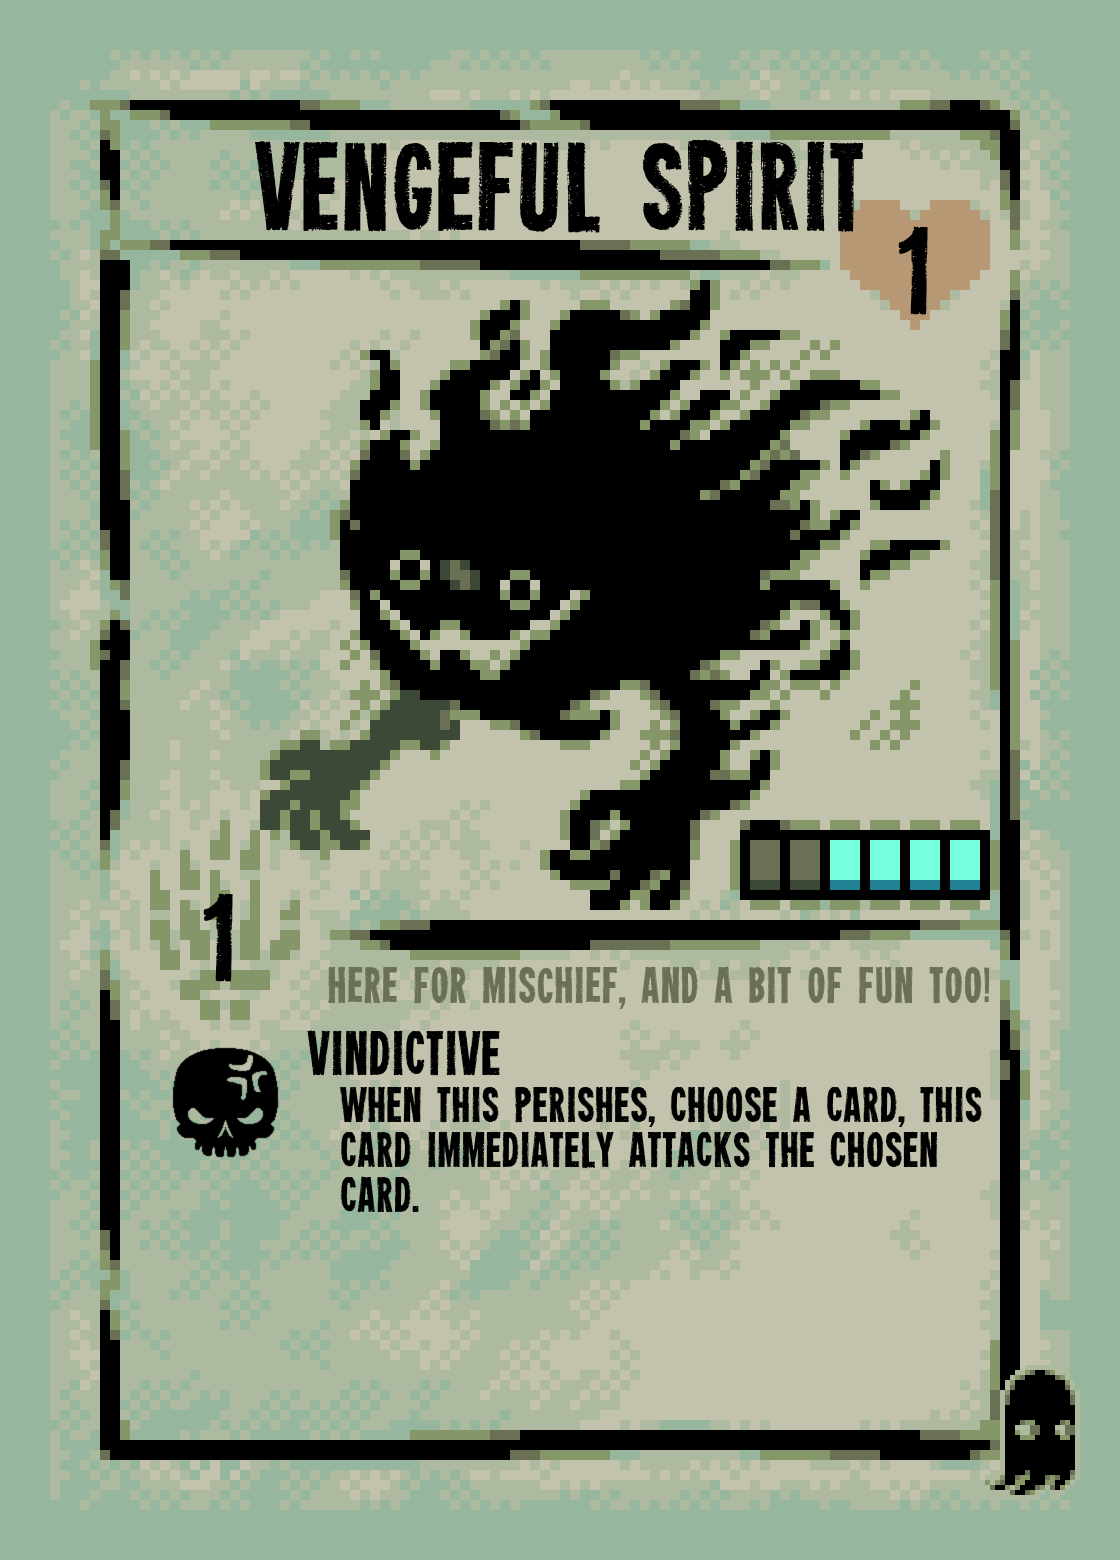 VENGEFUL SPIRIT
1
1
HERE FOR MISCHIEF, AND A BIT OF FUN TOO!
VINDICTIVE
WHEN THIS PERISHES, CHOOSE A CARD, THIS
CARD IMMEDIATELY ATTACKS THE CHOSEN
CARD.